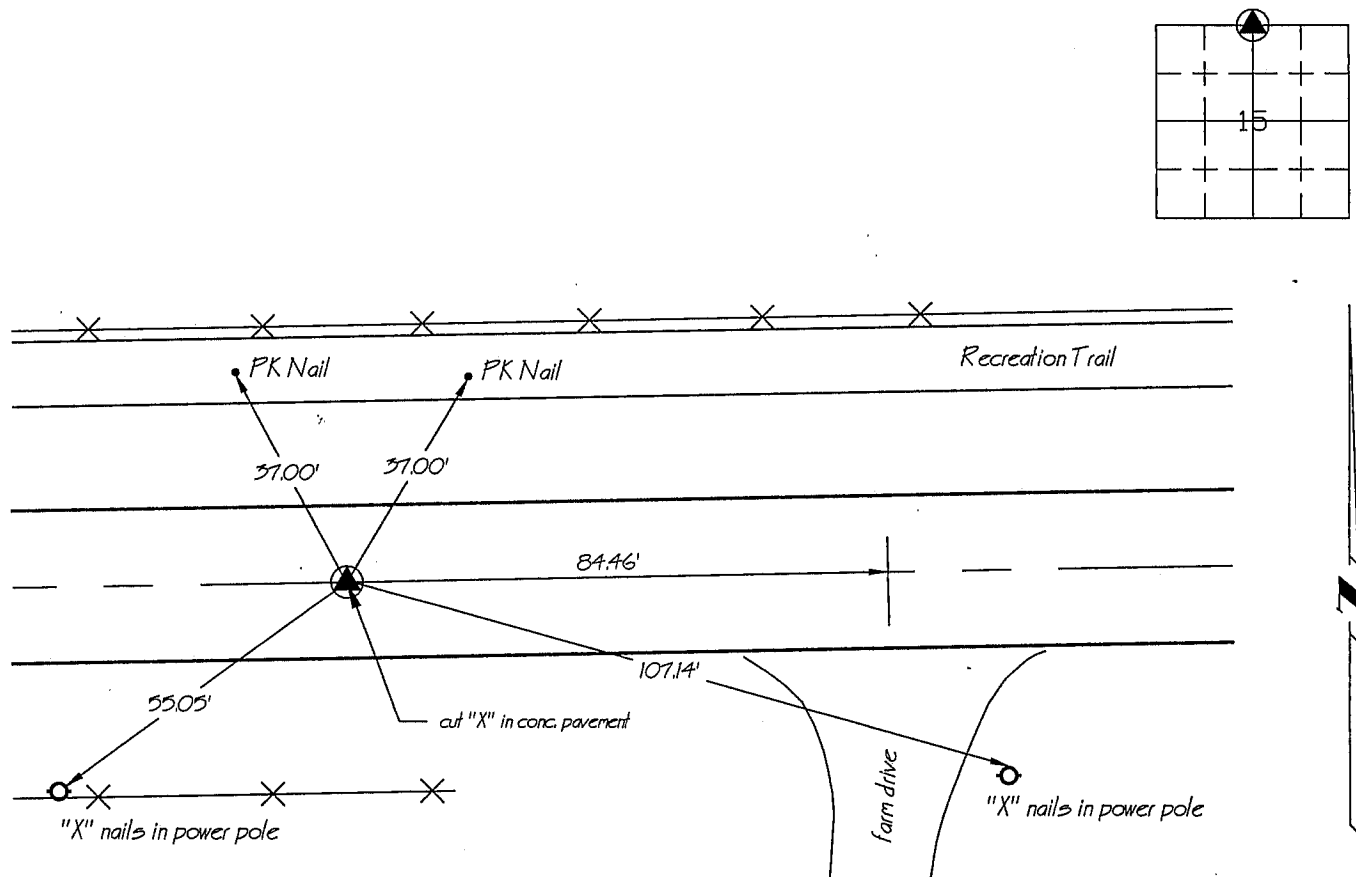 15
PK Nail
PK Nail
Recreation Trail
37.00'
37.00'
84.46'
107.14'
55.05'
cut "X" in conc. pavement
farm drive
"X" nails in power pole
"X" nails in power pole